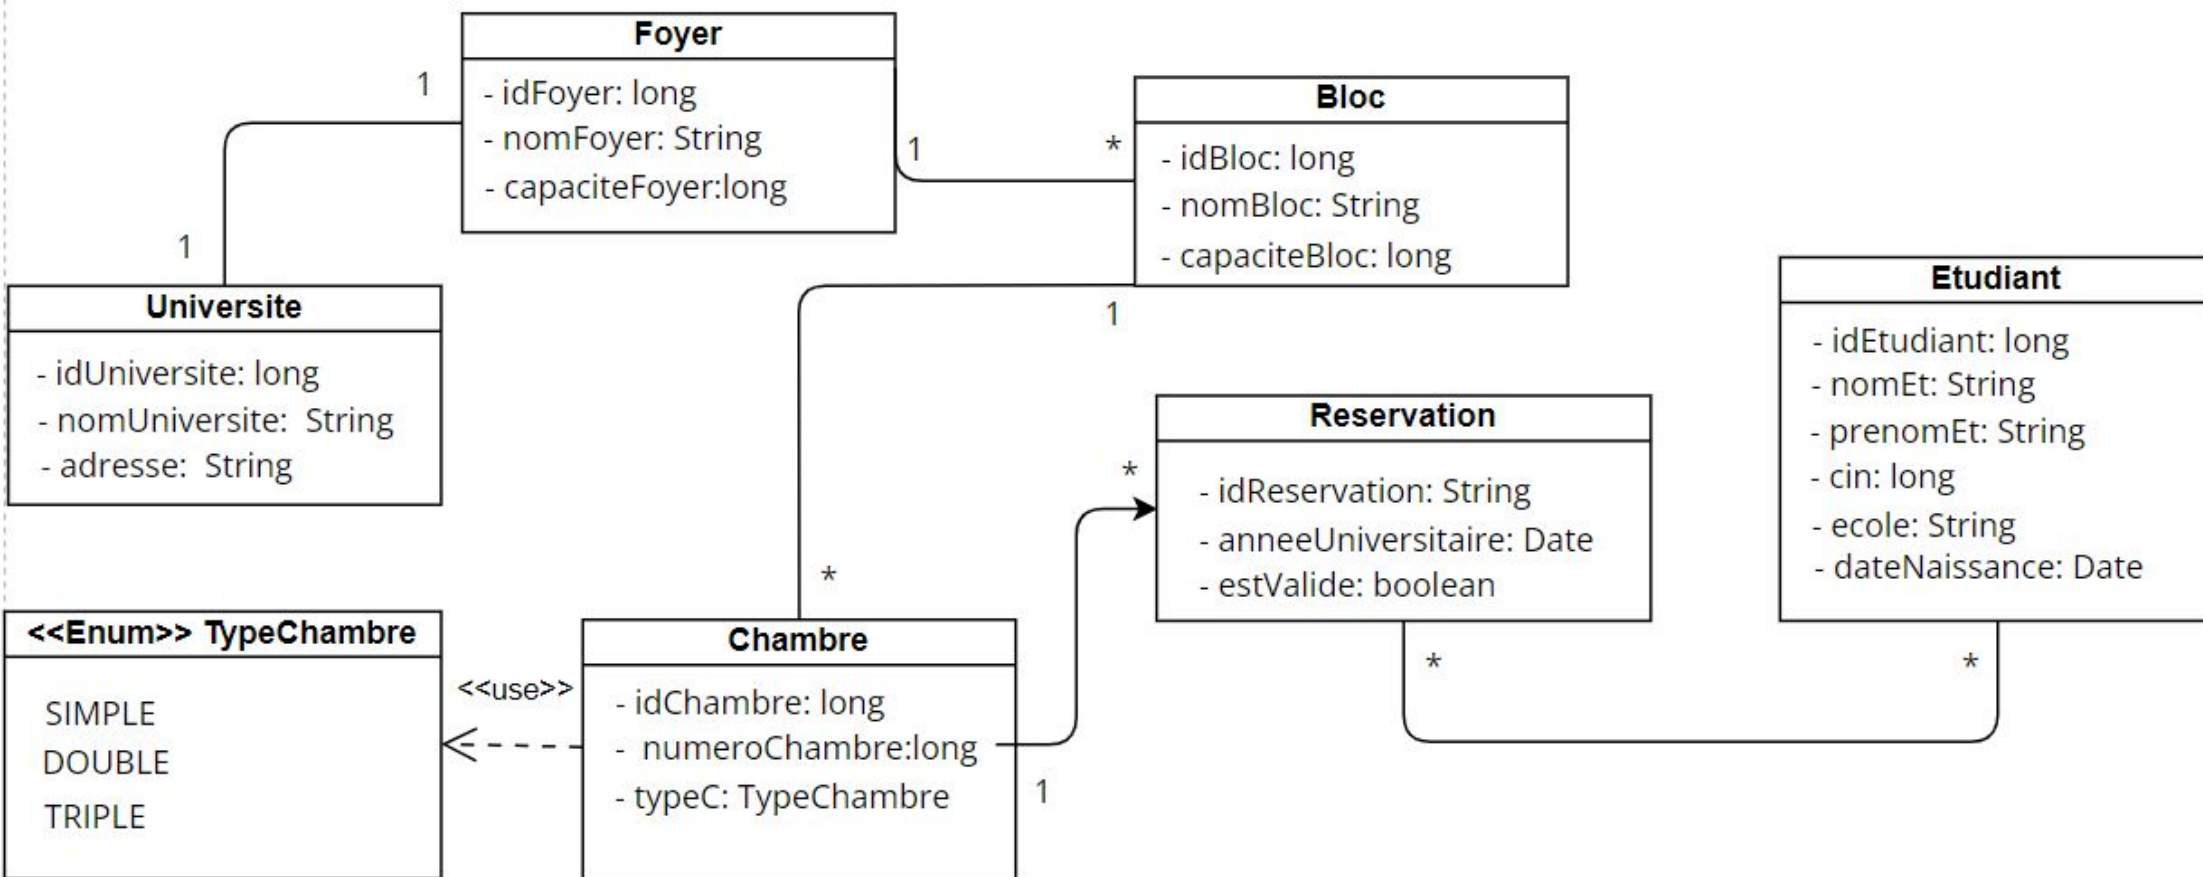 Foyer
- idFoyer: long
- nomFoyer: String
- capaciteFoyer:long
1
1
1
*
Bloc
- idBloc: long
- nomBloc: String
- capaciteBloc: long
1
*
Universite
- idUniversite: long
- nomUniversite: String
- adresse: String
Etudiant
- idEtudiant: long
- nomEt: String
- prenomEt: String
- cin: long
- ecole: String
- dateNaissance: Date
Reservation
- idReservation: String
- anneeUniversitaire: Date
- estValide: boolean
*
*
*
<<Enum>> TypeChambre
SIMPLE
DOUBLE
TRIPLE
<<use>>
Chambre
- idChambre: long
- numeroChambre:long
- typeC: TypeChambre
1